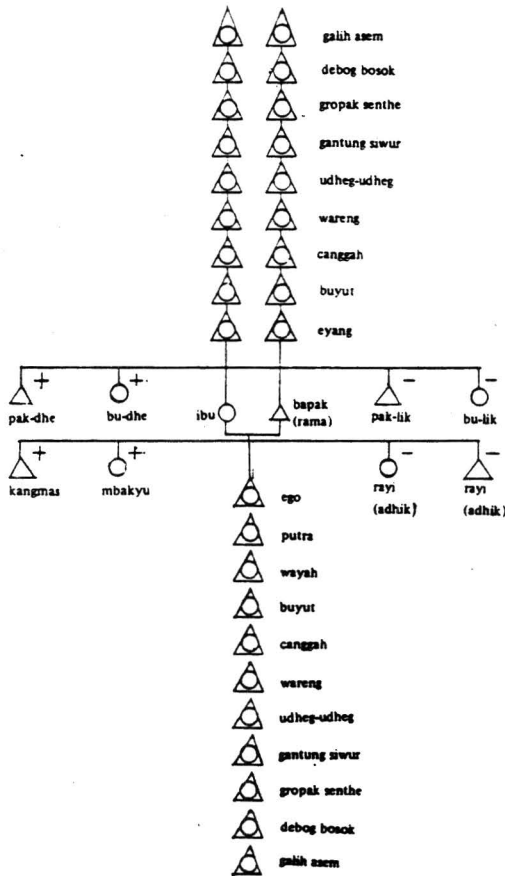 galih asem
debog bosok
gropak senthe
gantung siwur
udheg-udheg
wareng
canggah
buyut
eyang
+ + - -
pak-dhe bu-dhe ibu bapak pak-lik bu-lik
(rama)
+ + - -
kangmas mbakyu rayi rayi
(adhik) (adhik)
ego
putra
wayah
buyut
canggah
wareng
udheg-udheg
gantung siwur
gropak senthe
debog bosok
galih asem